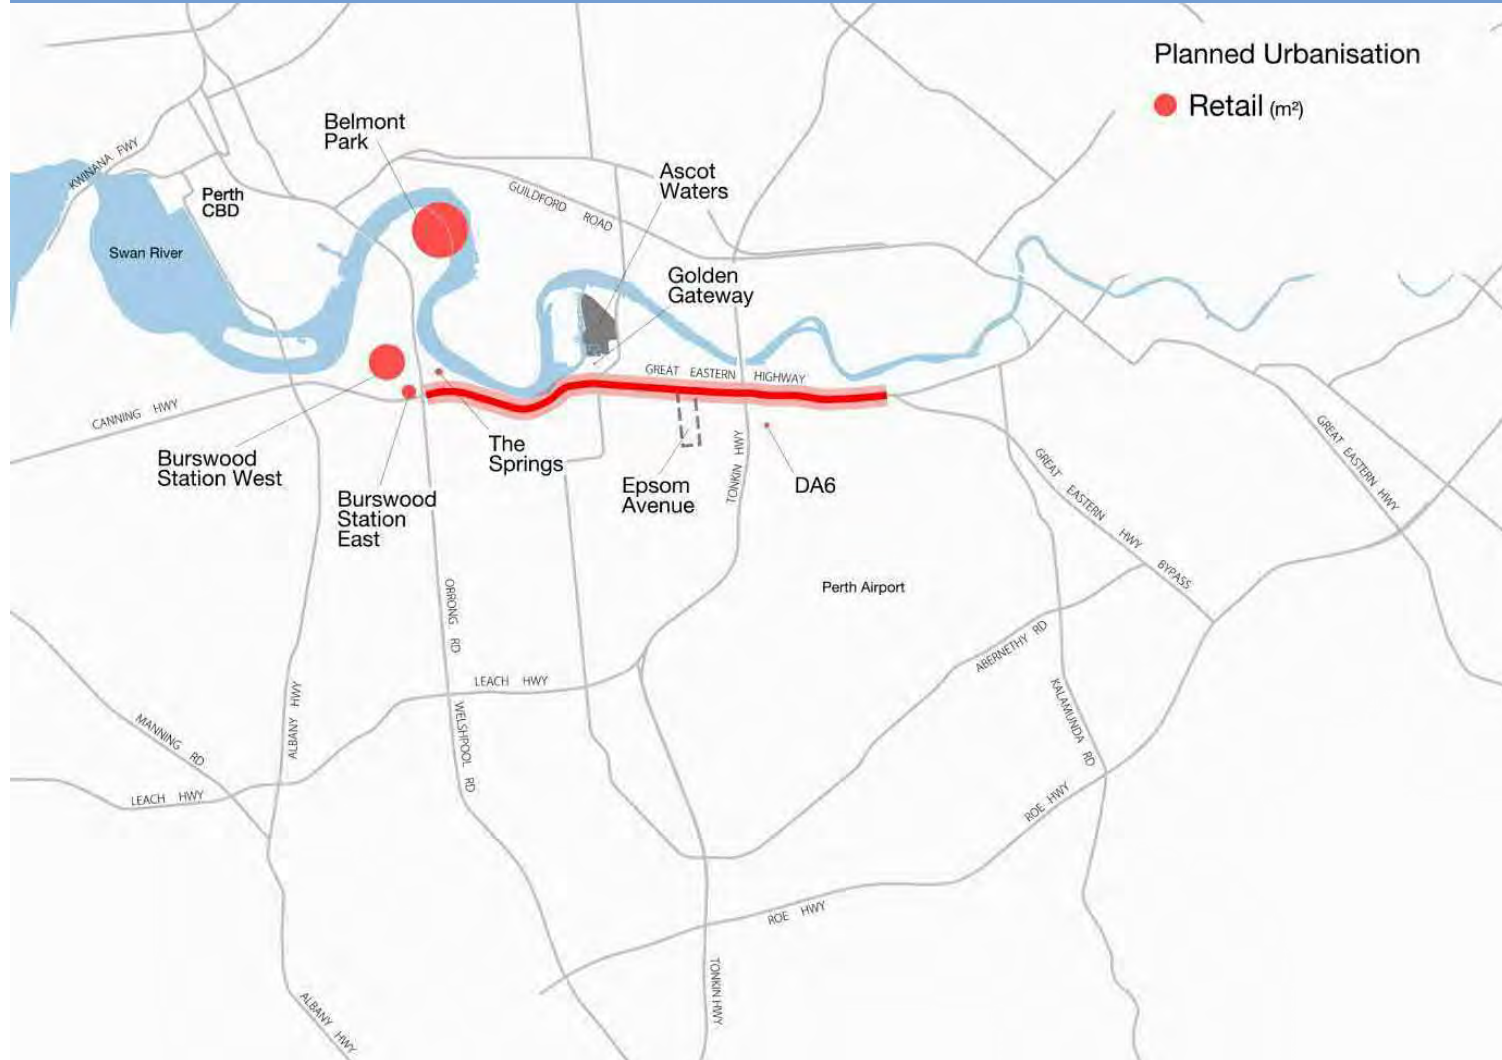 Planned Urbanisation
Retail (m²)
Belmont
Park
KWINANA FWY
Perth
CBD
Swan River
GUILDFORD ROAD
Ascot
Waters
Golden
Gateway
GREAT EASTERN HIGHWAY
CANNING HWY
Burswood
Station West
Burswood
Station
East
The
Springs
Epsom
Avenue
TONKIN HWY
DA6
GREAT EASTERN HWY BYPASS
GREAT EASTERN HWY
Perth Airport
ORRONG RD
ABERNETHY RD
LEACH HWY
KALAMUNDA RD
ALBANY HWY
WELSHPOOL RD
MANNING RD
LEACH HWY
ROE HWY
ROE HWY
TONKIN HWY
ALBANY HWY